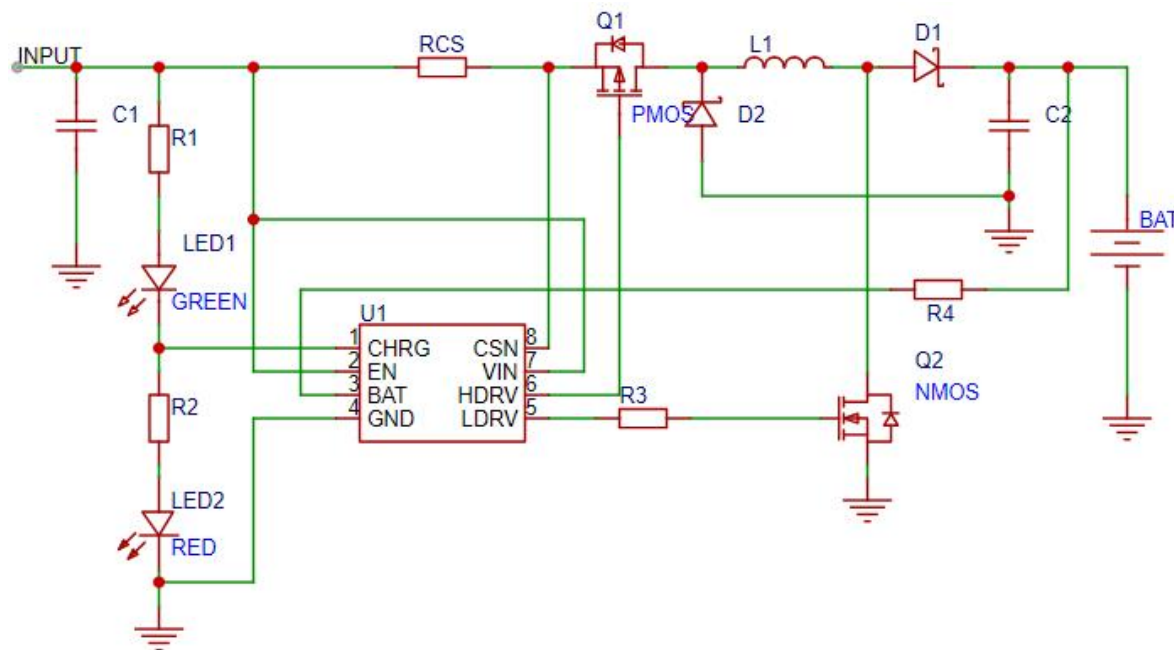 INPUT
C1
R1
LED1
GREEN
R2
LED2
RED
RCS
Q1
PMOS
L1
D1
D2
C2
BAT
R4
U1
1 CHRG CSN 8
2 EN VIN 7
3 BAT HDRV 6
4 GND LDRV 5
R3
Q2
NMOS